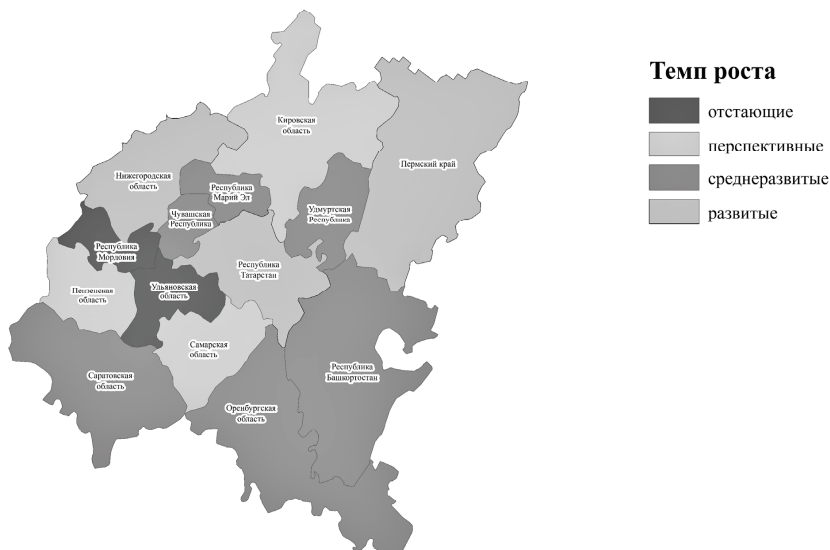 Темп роста
отстающие
перспективные
среднеразвитые
развитые
Кировская
область
Пермский край
Нижегородская
область
Республика
Марий Эл
Чувашская
Республика
Удмуртская
Республика
Республика
Мордовия
Республика
Татарстан
Пензенская
область
Ульяновская
область
Самарская
область
Саратовская
область
Республика
Башкортостан
Оренбургская
область